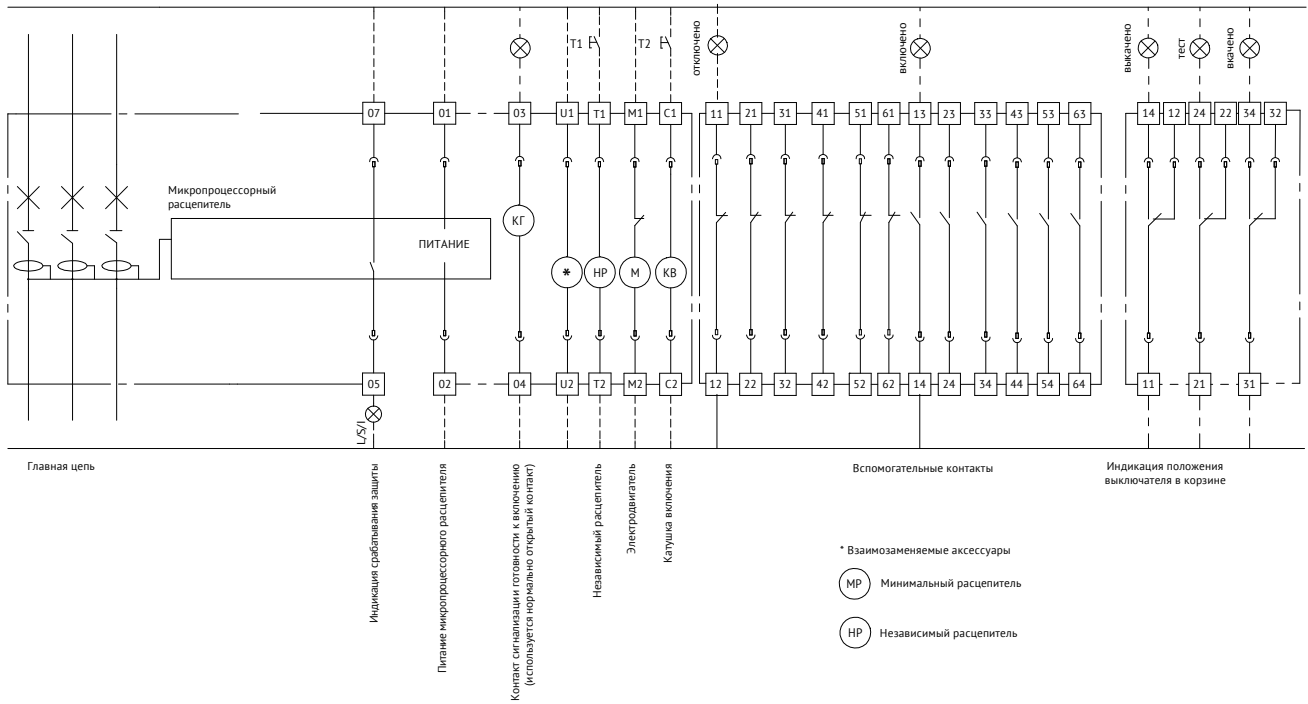 T1
T2
отключено
включено
выкачено
тест
вкачено
07
01
03
U1
T1
M1
C1
11
21
31
41
51
61
13
23
33
43
53
63
14
12
24
22
34
32
Микропроцессорный
расцепитель
ПИТАНИЕ
КГ
*
НР
М
КВ
05
02
04
U2
T2
M2
C2
12
22
32
42
52
62
14
24
34
44
54
64
11
21
31
L/S/I
Главная цепь
Индикация срабатывания защиты
Питание микропроцессорного расцепителя
Контакт сигнализации готовности к включению
(используется нормально открытый контакт)
Независимый расцепитель
Электродвигатель
Катушка включения
Вспомогательные контакты
Индикация положения
выключателя в корзине
* Взаимозаменяемые аксессуары
МР Минимальный расцепитель
НР Независимый расцепитель